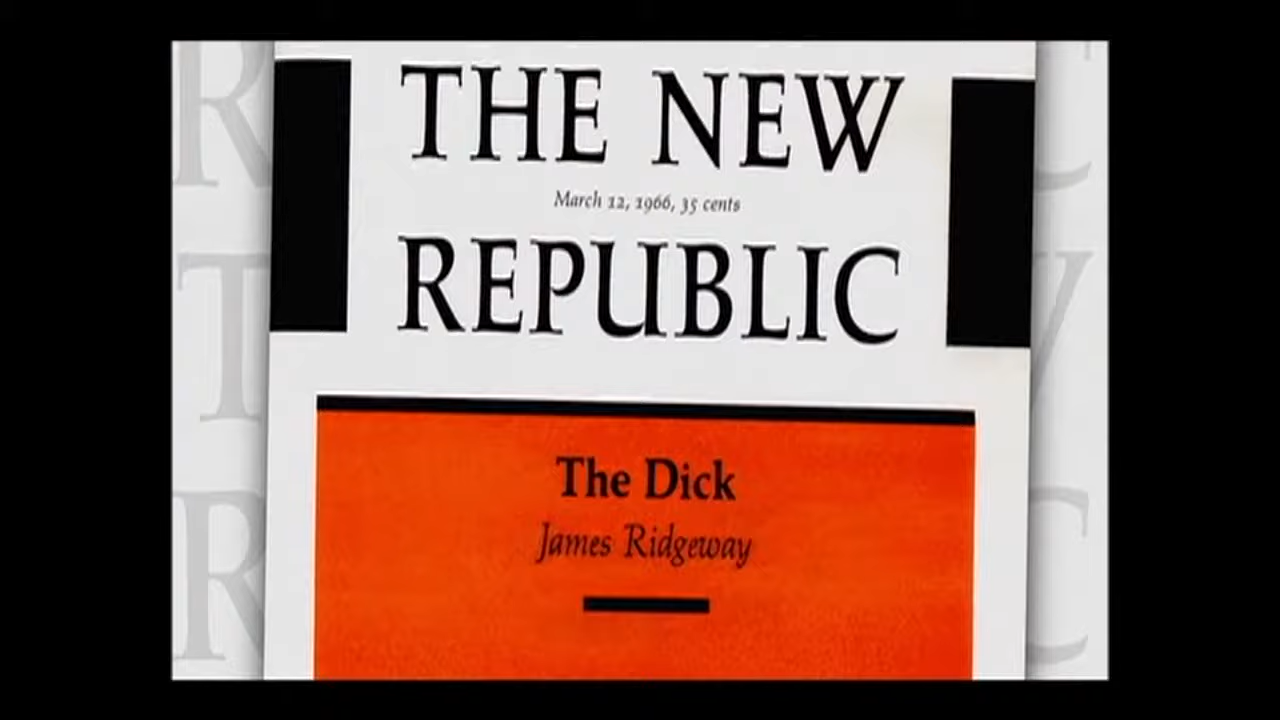 THE NEW
March 12, 1966, 35 cents
REPUBLIC
The Dick
James Ridgeway